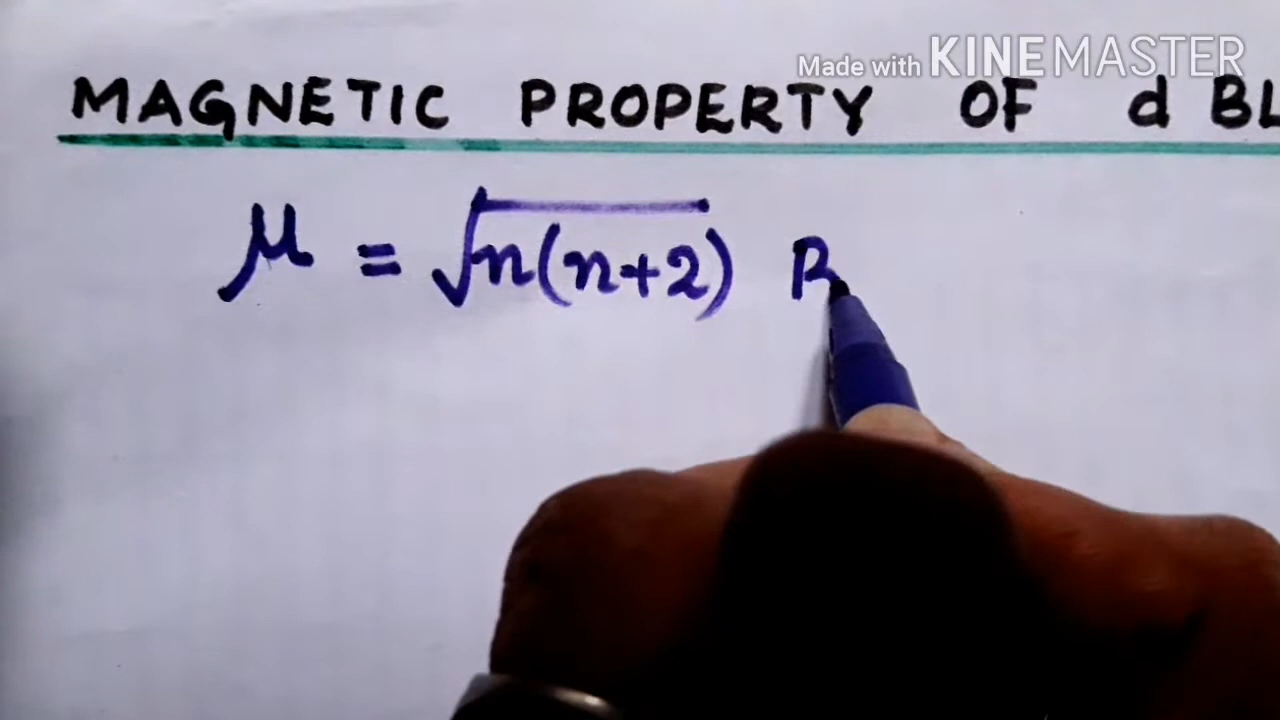 Made with KINEMASTER
MAGNETIC PROPERTY OF d BL
μ = √n(n+2) B